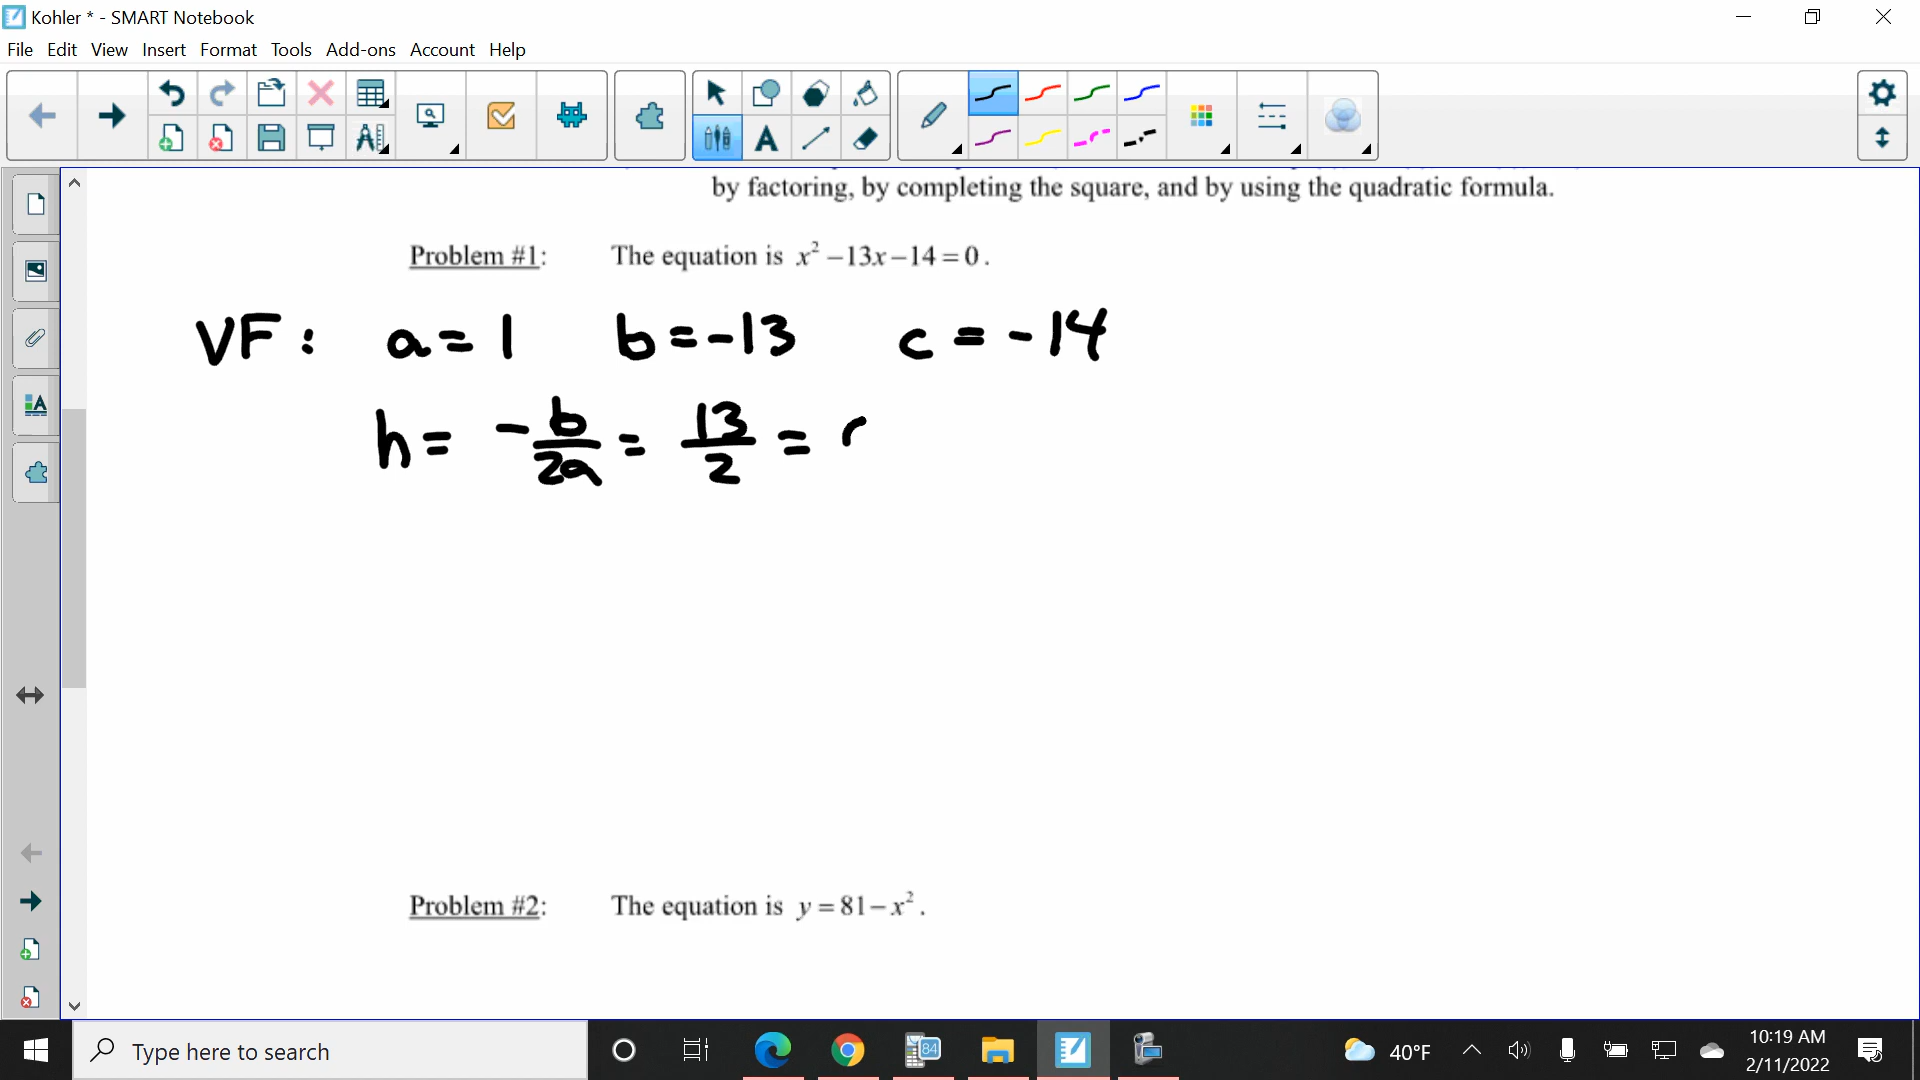 Kohler * - SMART Notebook
File Edit View Insert Format Tools Add-ons Account Help
by factoring, by completing the square, and by using the quadratic formula.
Problem #1: The equation is x² −13x −14 = 0.
VF: a = 1 b = -13 c = -14
h = - b/2a = 13/2 =
Problem #2: The equation is y = 81 − x².
Type here to search
84
40°F
10:19 AM
2/11/2022